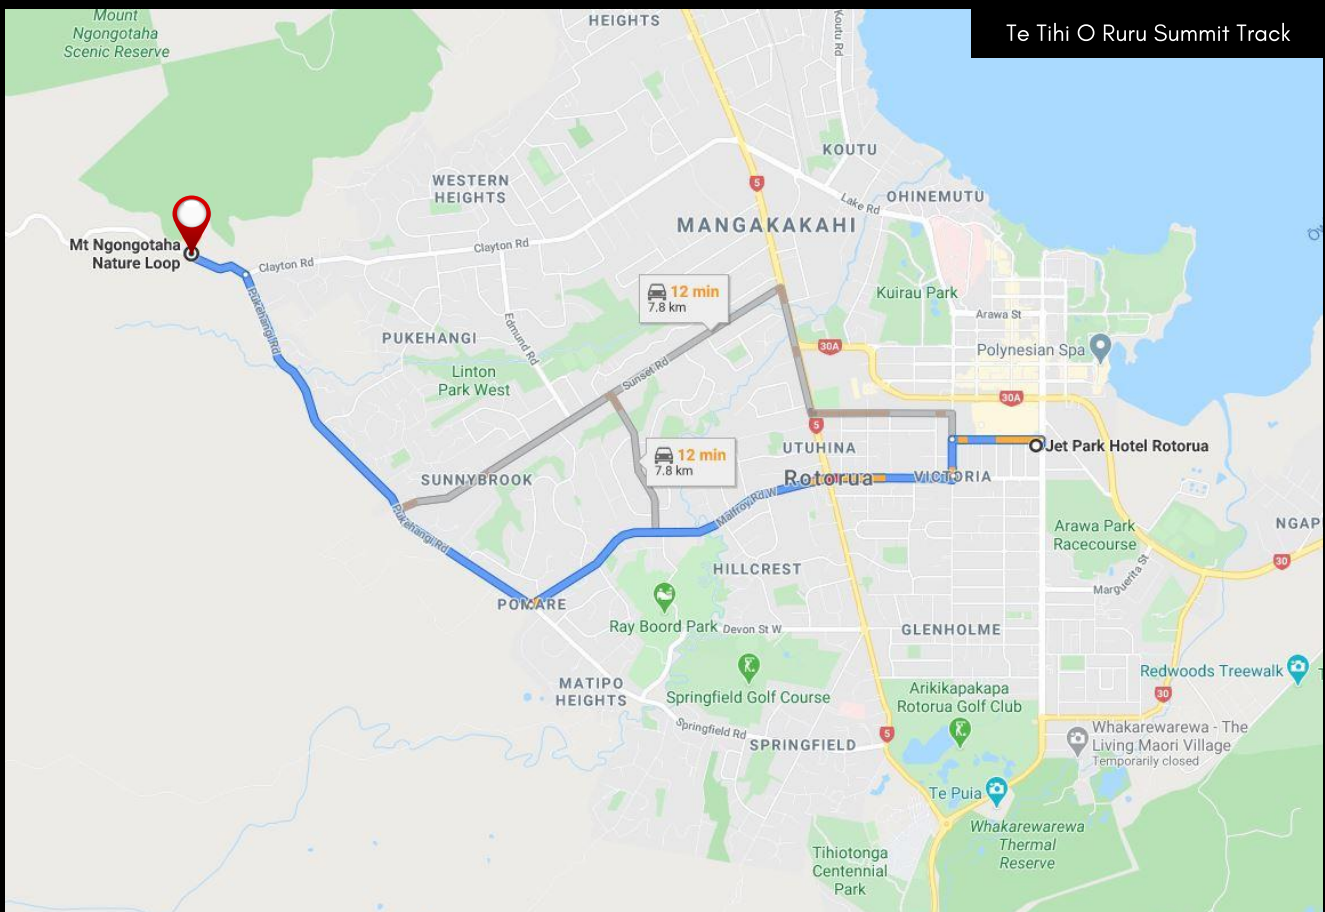 Te Tihi O Ruru Summit Track
Mount
Ngongotaha
Scenic Reserve
HEIGHTS
Koutu Rd
KOUTU
WESTERN
HEIGHTS
5
Lake Rd
OHINEMUTU
MANGAKAKAHI
Mt Ngongotaha
Nature Loop
Clayton Rd
Clayton Rd
Pukehangi Rd
12 min
7.8 km
Kuirau Park
Arawa St
Edmund Rd
PUKEHANGI
30A
Polynesian Spa
Linton
Park West
Sunset Rd
30A
5
UTUHINA
Jet Park Hotel Rotorua
12 min
7.8 km
SUNNYBROOK
Rotorua
VICTORIA
Malfroy Rd W
Pukehangi Rd
Arawa Park
Racecourse
NGAP
30
HILLCREST
Marguerita St
POMARE
Ray Boord Park
Devon St W
GLENHOLME
Redwoods Treewalk
MATIPO
HEIGHTS
Springfield Golf Course
Arikikapakapa
Rotorua Golf Club
30
Springfield Rd
SPRINGFIELD
5
Whakarewarewa - The
Living Maori Village
Temporarily closed
Te Puia
Whakarewarewa
Thermal
Reserve
Tihiotonga
Centennial
Park